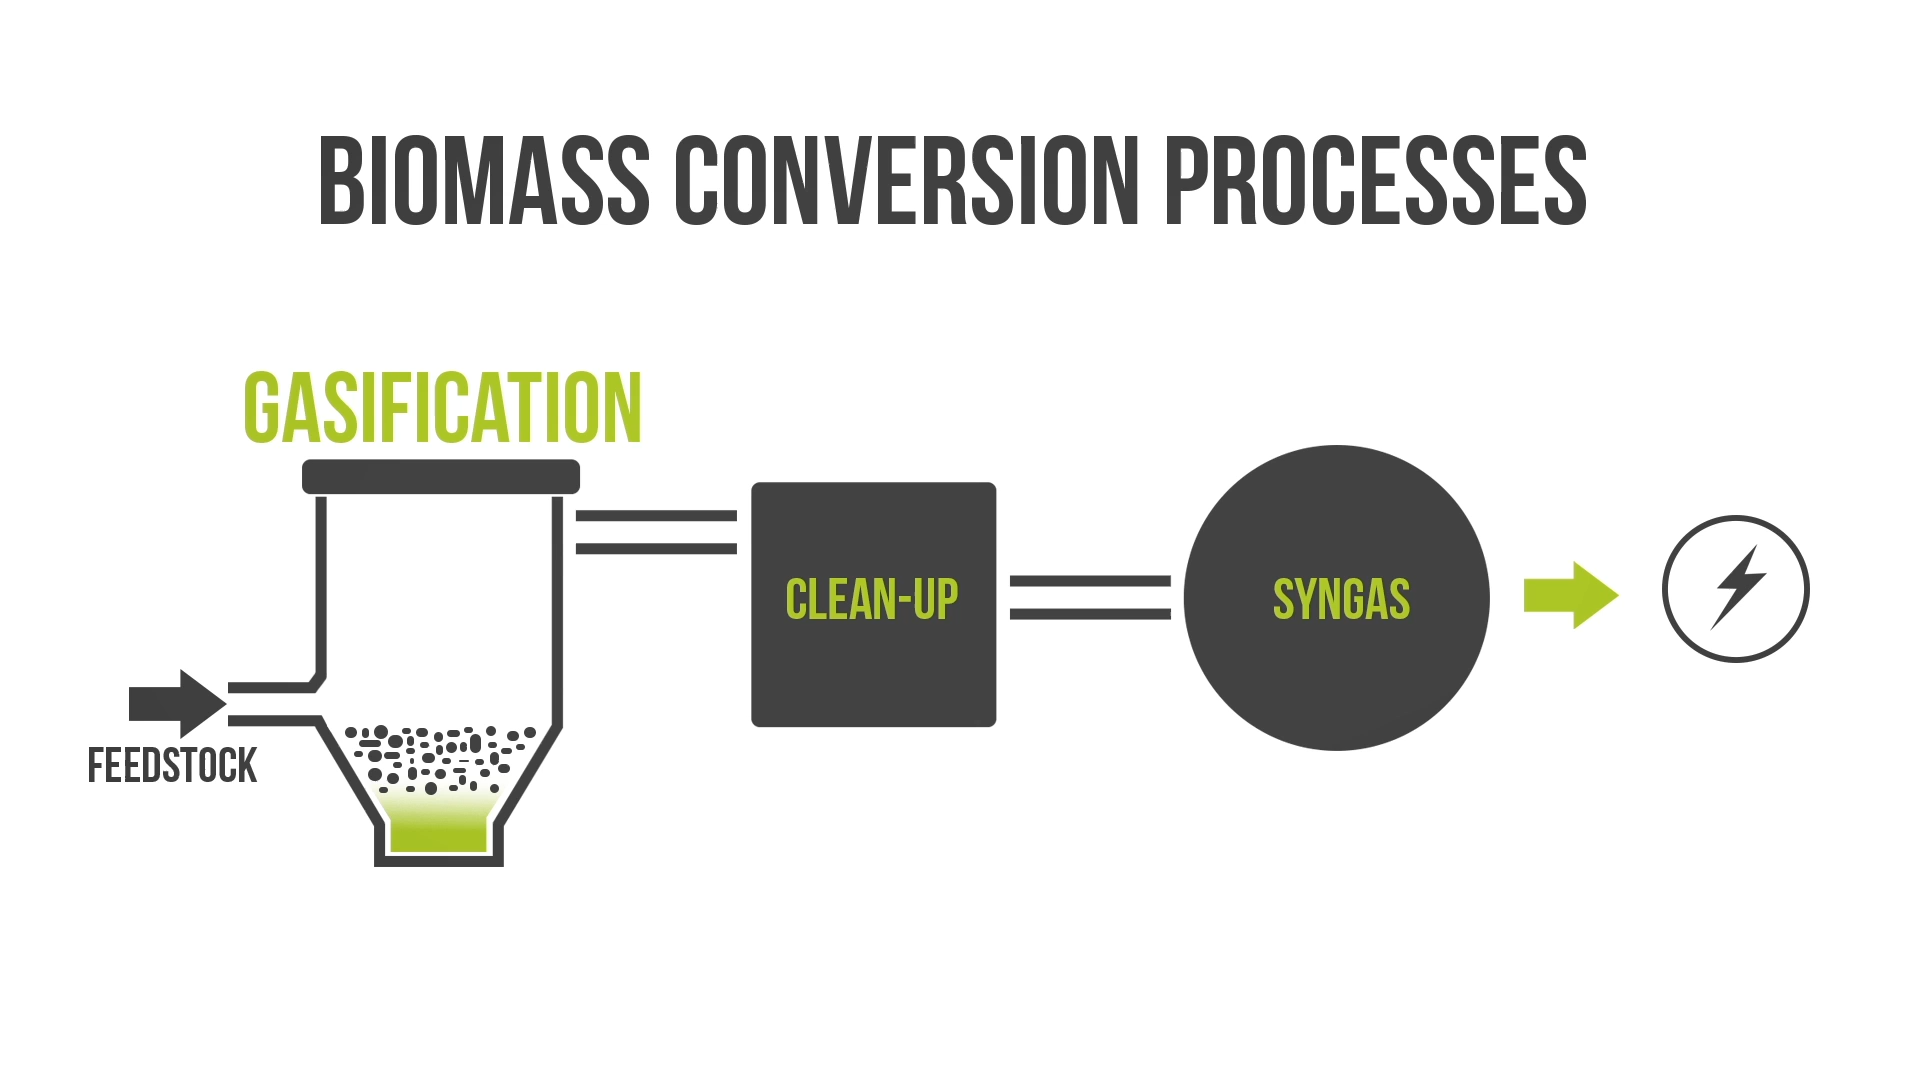 BIOMASS CONVERSION PROCESSES
GASIFICATION
CLEAN-UP
SYNGAS
FEEDSTOCK